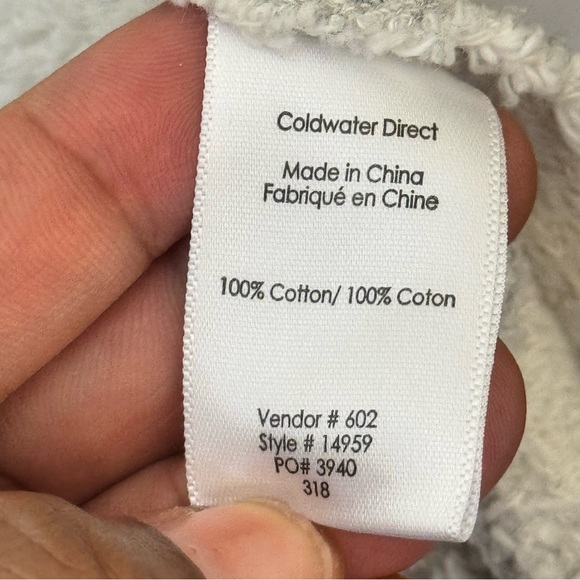 Coldwater Direct
Made in China
Fabriqué en Chine
100% Cotton/ 100% Coton
Vendor # 602
Style # 14959
PO# 3940
318